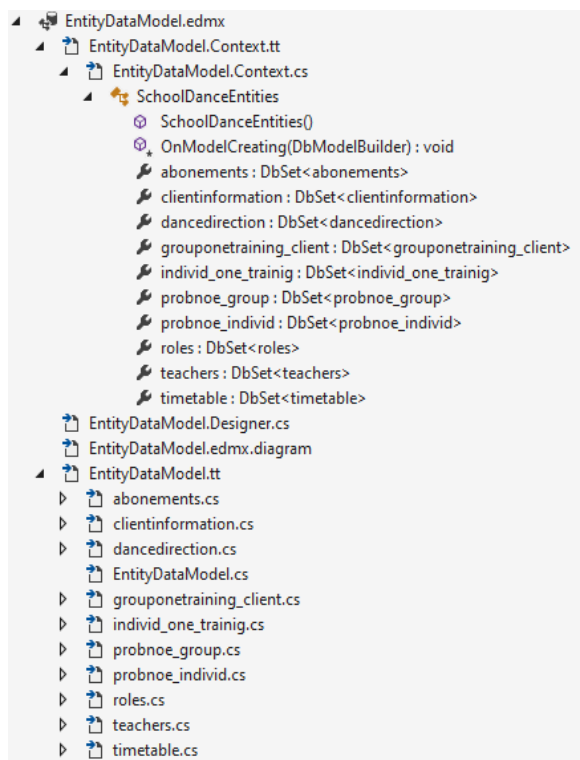 EntityDataModel.edmx
EntityDataModel.Context.tt
EntityDataModel.Context.cs
SchoolDanceEntities
SchoolDanceEntities()
OnModelCreating(DbModelBuilder) : void
abonements : DbSet<abonements>
clientinformation : DbSet<clientinformation>
dancedirection : DbSet<dancedirection>
grouponetraining_client : DbSet<grouponetraining_client>
individ_one_trainig : DbSet<individ_one_trainig>
probnoe_group : DbSet<probnoe_group>
probnoe_individ : DbSet<probnoe_individ>
roles : DbSet<roles>
teachers : DbSet<teachers>
timetable : DbSet<timetable>
EntityDataModel.Designer.cs
EntityDataModel.edmx.diagram
EntityDataModel.tt
abonements.cs
clientinformation.cs
dancedirection.cs
EntityDataModel.cs
grouponetraining_client.cs
individ_one_trainig.cs
probnoe_group.cs
probnoe_individ.cs
roles.cs
teachers.cs
timetable.cs